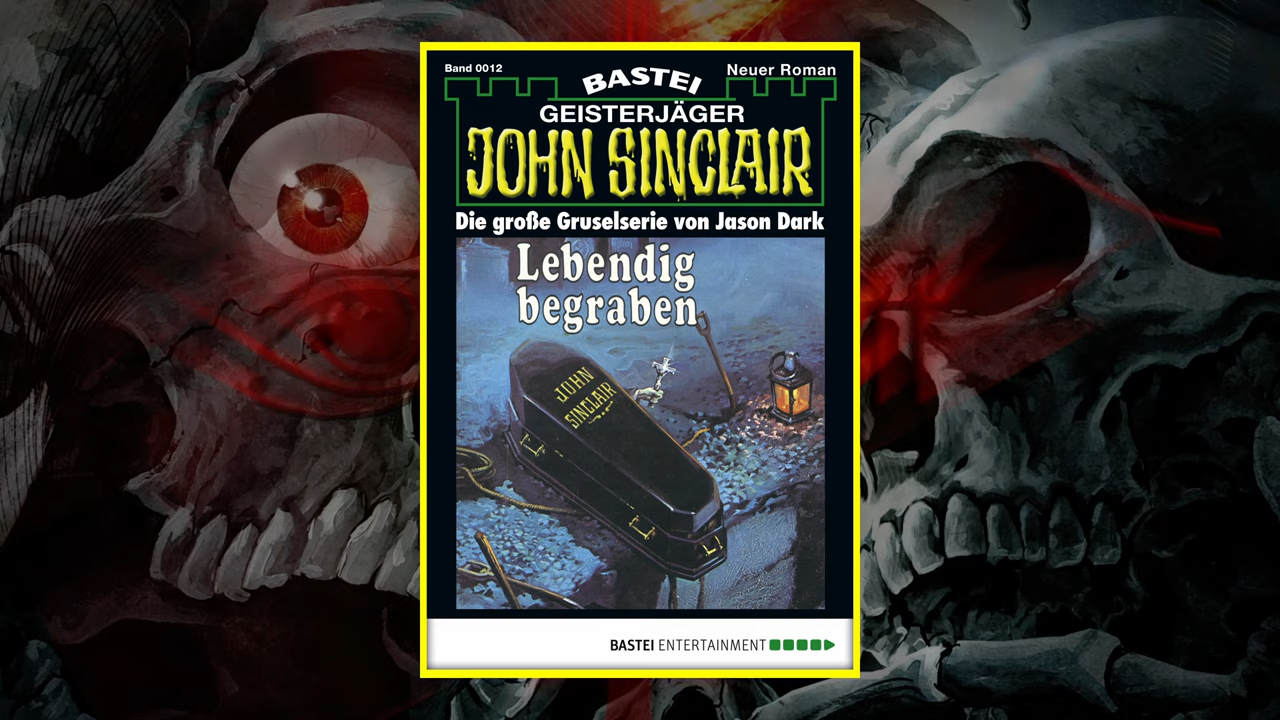 Band 0012
BASTEI
Neuer Roman
GEISTERJÄGER
JOHN SINCLAIR
Die große Gruselserie von Jason Dark
Lebendig
begraben
JOHN
SINCLAIR
BASTEI ENTERTAINMENT